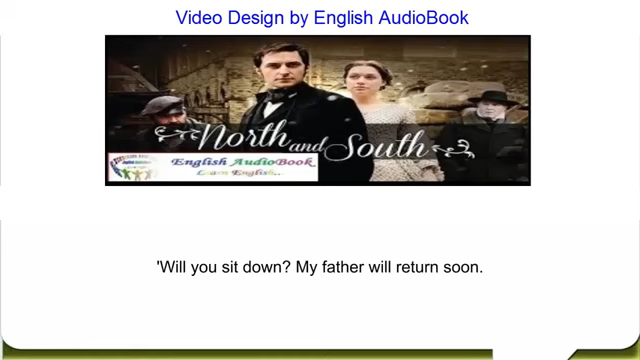 Video Design by English AudioBook
North and South
English AudioBook
Learn English...
'Will you sit down? My father will return soon.